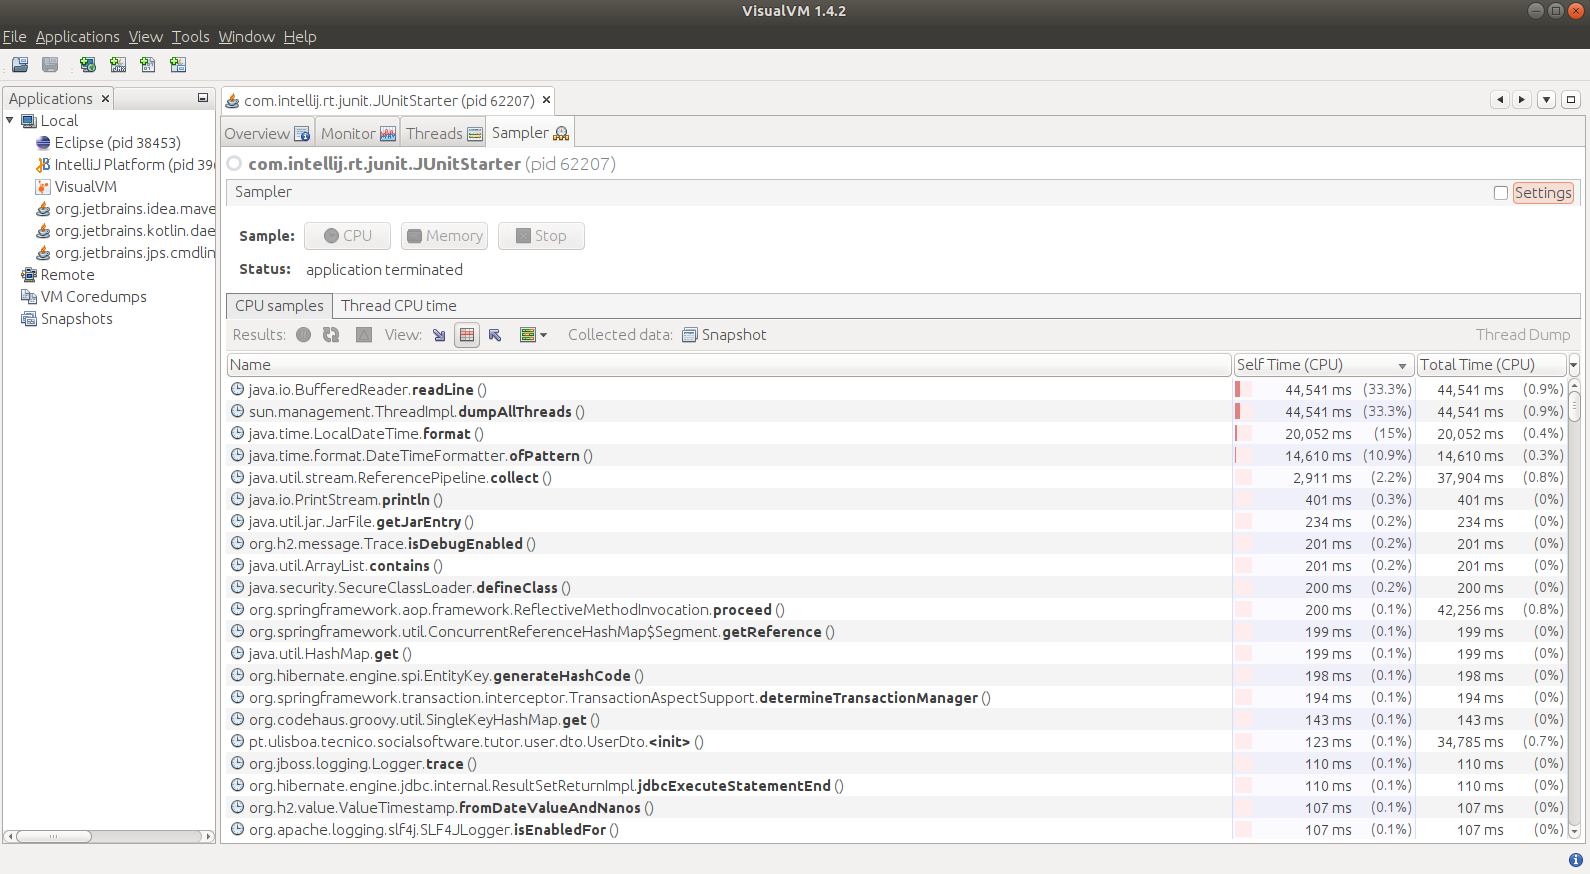 VisualVM 1.4.2
File Applications View Tools Window Help
Applications
Local
Eclipse (pid 38453)
IntelliJ Platform (pid 396
VisualVM
org.jetbrains.idea.mave
org.jetbrains.kotlin.dae
org.jetbrains.jps.cmdlin
Remote
VM Coredumps
Snapshots
com.intellij.rt.junit.JUnitStarter (pid 62207)
Overview Monitor Threads Sampler
com.intellij.rt.junit.JUnitStarter (pid 62207)
Sampler Settings
Sample: CPU Memory Stop
Status: application terminated
CPU samples Thread CPU time
Results: View: Collected data: Snapshot Thread Dump
Name Self Time (CPU) Total Time (CPU)
java.io.BufferedReader.readLine () 44,541 ms (33.3%) 44,541 ms (0.9%)
sun.management.ThreadImpl.dumpAllThreads () 44,541 ms (33.3%) 44,541 ms (0.9%)
java.time.LocalDateTime.format () 20,052 ms (15%) 20,052 ms (0.4%)
java.time.format.DateTimeFormatter.ofPattern () 14,610 ms (10.9%) 14,610 ms (0.3%)
java.util.stream.ReferencePipeline.collect () 2,911 ms (2.2%) 37,904 ms (0.8%)
java.io.PrintStream.println () 401 ms (0.3%) 401 ms (0%)
java.util.jar.JarFile.getJarEntry () 234 ms (0.2%) 234 ms (0%)
org.h2.message.Trace.isDebugEnabled () 201 ms (0.2%) 201 ms (0%)
java.util.ArrayList.contains () 201 ms (0.2%) 201 ms (0%)
java.security.SecureClassLoader.defineClass () 200 ms (0.2%) 200 ms (0%)
org.springframework.aop.framework.ReflectiveMethodInvocation.proceed () 200 ms (0.1%) 42,256 ms (0.8%)
org.springframework.util.ConcurrentReferenceHashMap$Segment.getReference () 199 ms (0.1%) 199 ms (0%)
java.util.HashMap.get () 199 ms (0.1%) 199 ms (0%)
org.hibernate.engine.spi.EntityKey.generateHashCode () 198 ms (0.1%) 198 ms (0%)
org.springframework.transaction.interceptor.TransactionAspectSupport.determineTransactionManager () 194 ms (0.1%) 194 ms (0%)
org.codehaus.groovy.util.SingleKeyHashMap.get () 143 ms (0.1%) 143 ms (0%)
pt.ulisboa.tecnico.socialsoftware.tutor.user.dto.UserDto.<init> () 123 ms (0.1%) 34,785 ms (0.7%)
org.jboss.logging.Logger.trace () 110 ms (0.1%) 110 ms (0%)
org.hibernate.engine.jdbc.internal.ResultSetReturnImpl.jdbcExecuteStatementEnd () 110 ms (0.1%) 110 ms (0%)
org.h2.value.ValueTimestamp.fromDateValueAndNanos () 107 ms (0.1%) 107 ms (0%)
org.apache.logging.slf4j.SLF4JLogger.isEnabledFor () 107 ms (0.1%) 107 ms (0%)